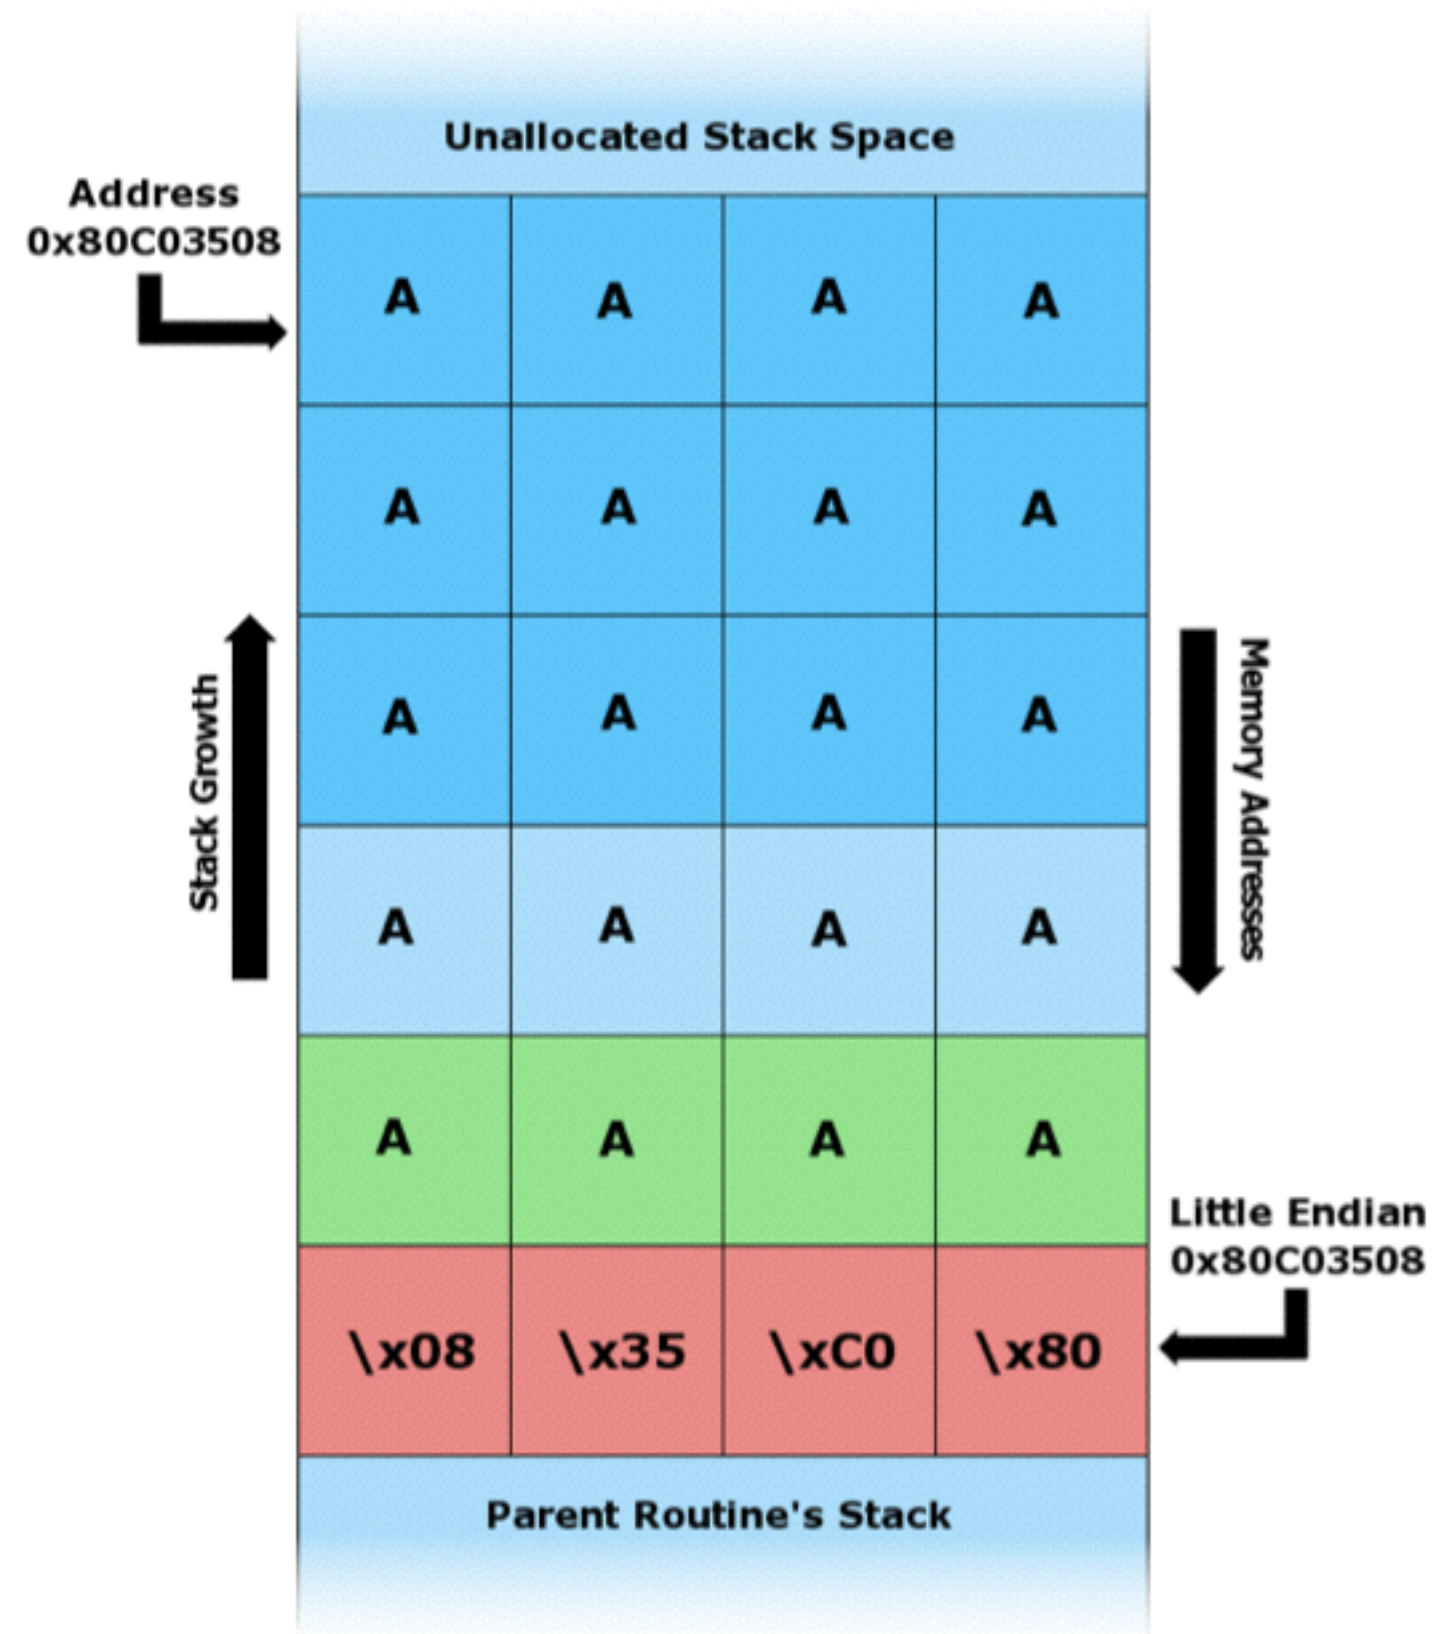 Unallocated Stack Space
Address
0x80C03508
A A A A
A A A A
A A A A
Stack Growth
Memory Addresses
A A A A
A A A A
Little Endian
0x80C03508
\x08 \x35 \xC0 \x80
Parent Routine's Stack